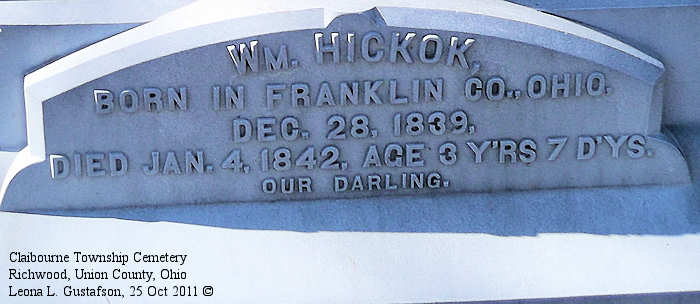 WM. HICKOK,
BORN IN FRANKLIN CO., OHIO.
DEC. 28, 1839,
DIED JAN. 4, 1842, AGE 3 Y'RS 7 D'YS.
OUR DARLING.
Claibourne Township Cemetery
Richwood, Union County, Ohio
Leona L. Gustafson, 25 Oct 2011 ©